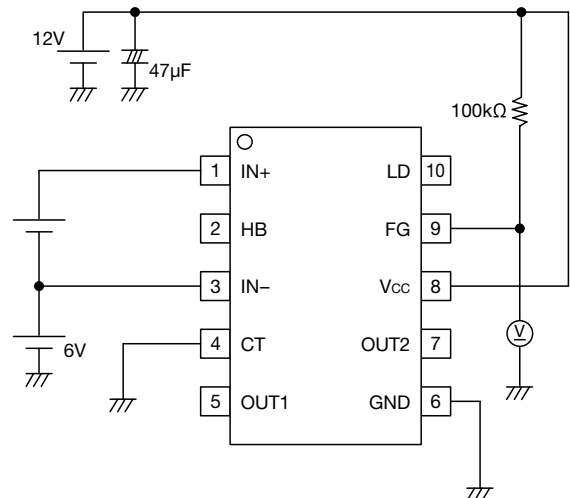 12V
47µF
100kΩ
1 IN+ LD 10
2 HB FG 9
3 IN− VCC 8
4 CT OUT2 7
5 OUT1 GND 6
6V
V